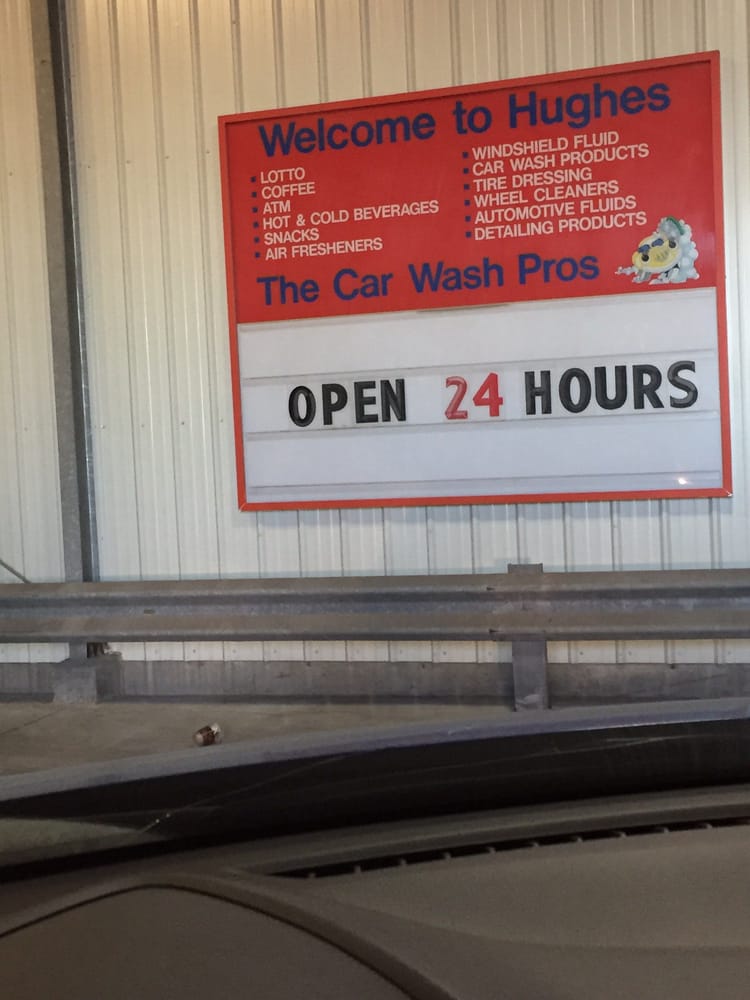 Welcome to Hughes
LOTTO
COFFEE
ATM
HOT & COLD BEVERAGES
SNACKS
AIR FRESHENERS
WINDSHIELD FLUID
CAR WASH PRODUCTS
TIRE DRESSING
WHEEL CLEANERS
AUTOMOTIVE FLUIDS
DETAILING PRODUCTS
The Car Wash Pros
OPEN 24 HOURS